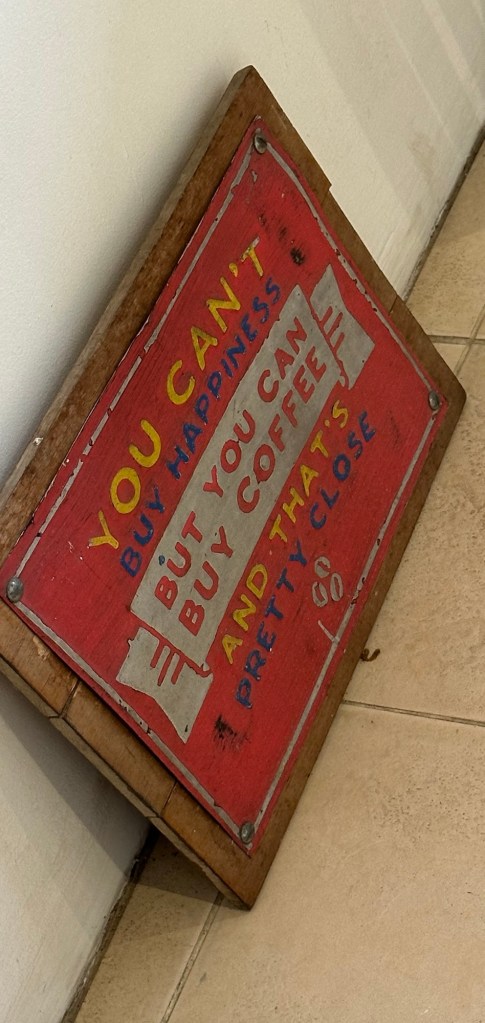 YOU CAN'T
BUY HAPPINESS
BUT YOU CAN
BUY COFFEE
AND THAT'S
PRETTY CLOSE